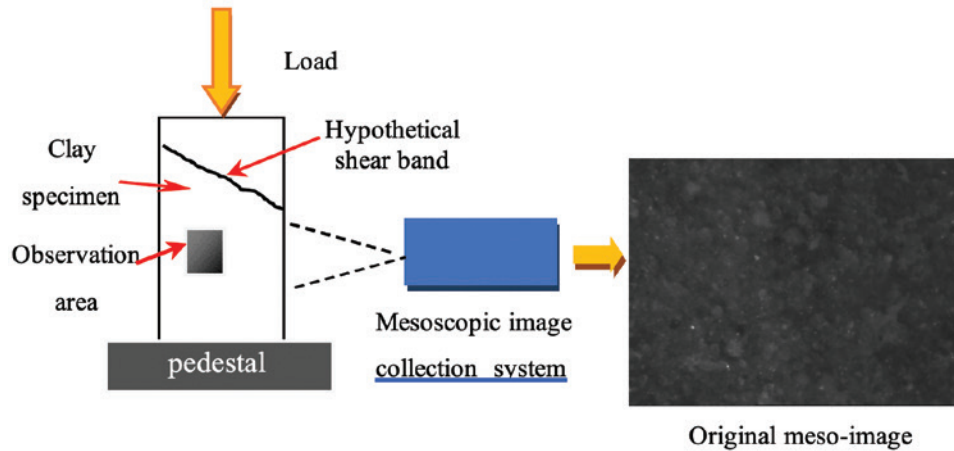 Load
Hypothetical
shear band
Clay
specimen
Observation
area
pedestal
Mesoscopic image
collection system
Original meso-image